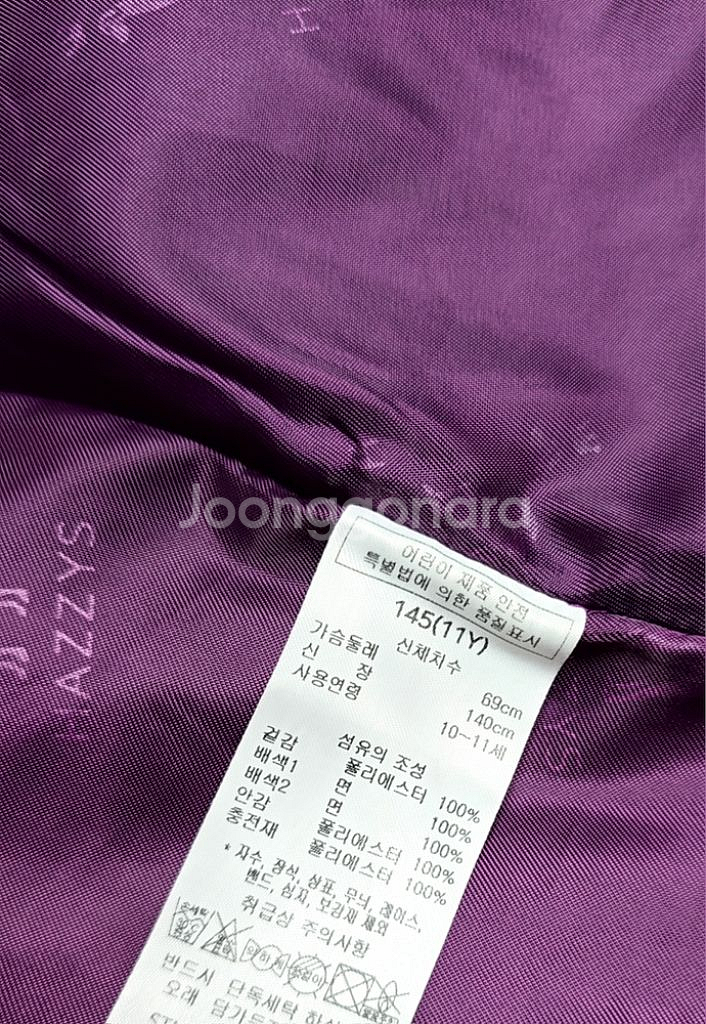 AZZYS
Joonggonara
어린이 제품 안전
특별법에 의한 품질표시
145(11Y)
신체치수
가슴둘레 69cm
신 장 140cm
사용연령 10~11세
섬유의 조성
겉감 폴리에스터 100%
배색1 면 100%
배색2 면 100%
안감 폴리에스터 100%
충전재 폴리에스터 100%
* 자수, 장식, 상표, 무늬, 레이스,
밴드, 심지, 보강재 제외
취급상 주의사항
반드시 단독세탁 하십
오래 담가두